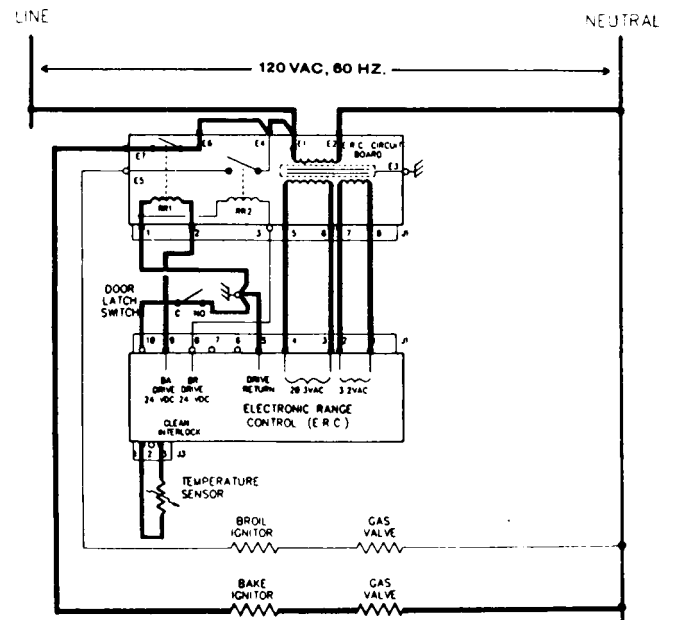 LINE
NEUTRAL
120 VAC, 60 HZ.
E6
E4
E1
E2
E.R.C. CIRCUIT
BOARD
E7
E3
E5
RR1
RR2
1 2 3 5 6 7 8 J1
DOOR
LATCH
SWITCH
C NO
10 9 8 7 6 5 4 3 2 J1
BA
DRIVE
24 VDC
BR
DRIVE
24 VDC
DRIVE
RETURN
20.3VAC
3.2VAC
ELECTRONIC RANGE
CONTROL (E R C)
CLEAN
INTERLOCK
1 2 3 J3
TEMPERATURE
SENSOR
BROIL
IGNITOR
GAS
VALVE
BAKE
IGNITOR
GAS
VALVE